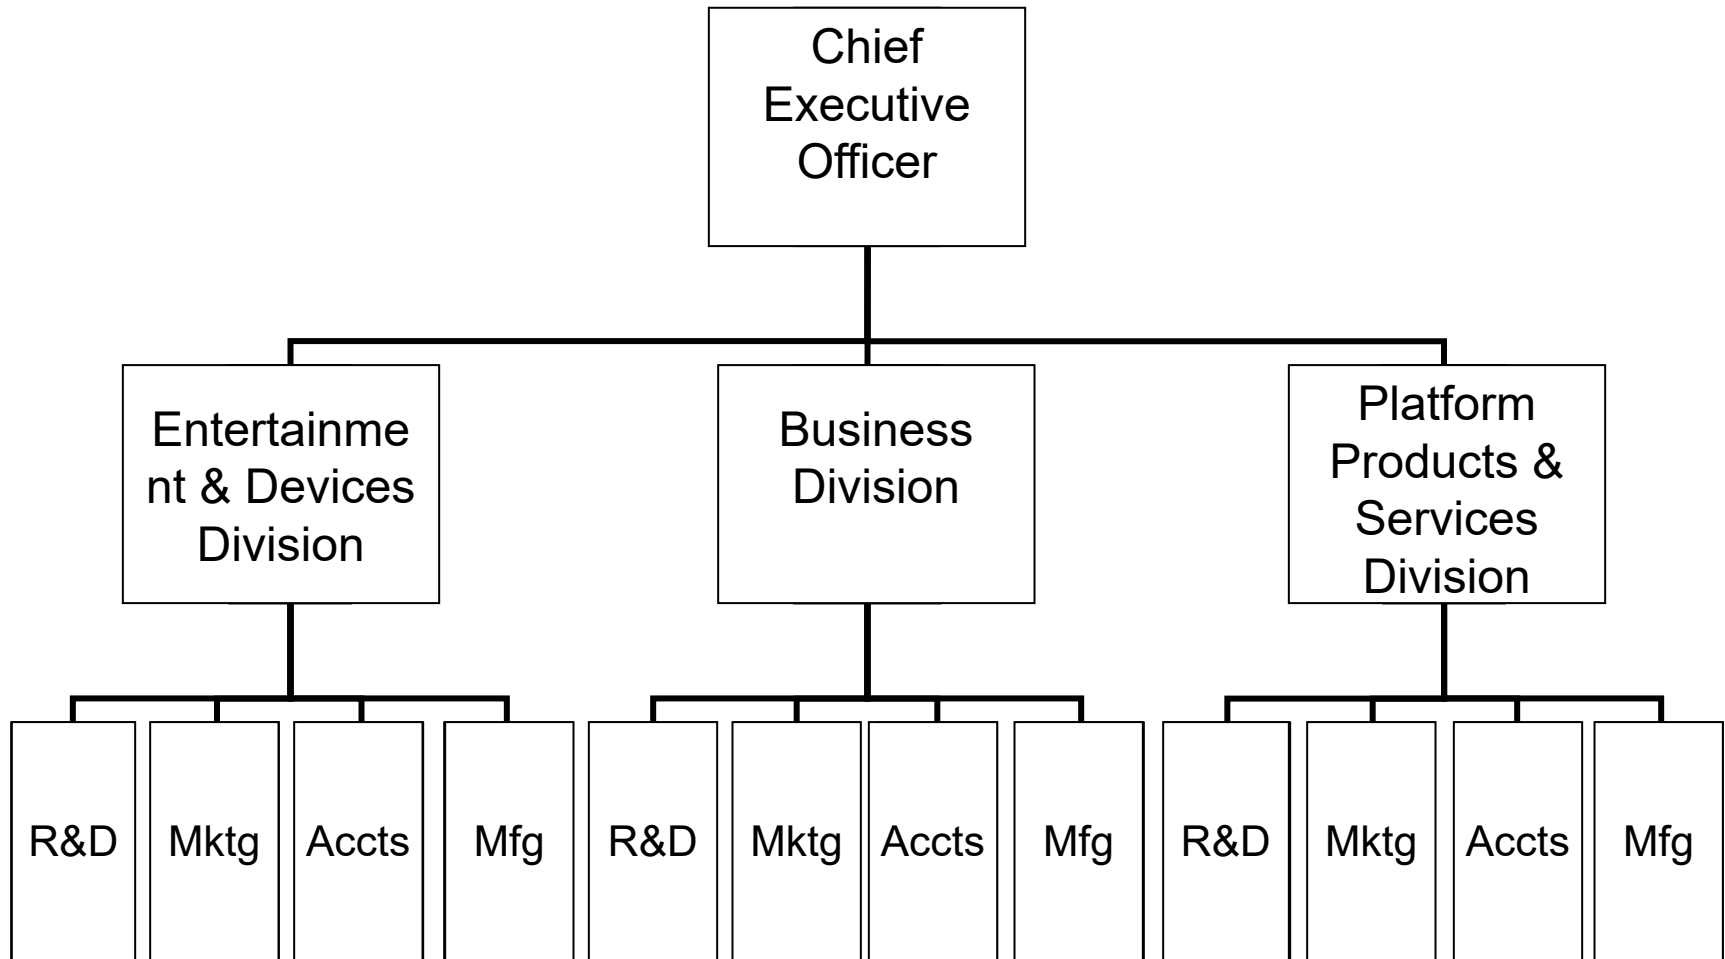 Chief
Executive
Officer
Entertainme
nt & Devices
Division
Business
Division
Platform
Products &
Services
Division
R&D
Mktg
Accts
Mfg
R&D
Mktg
Accts
Mfg
R&D
Mktg
Accts
Mfg